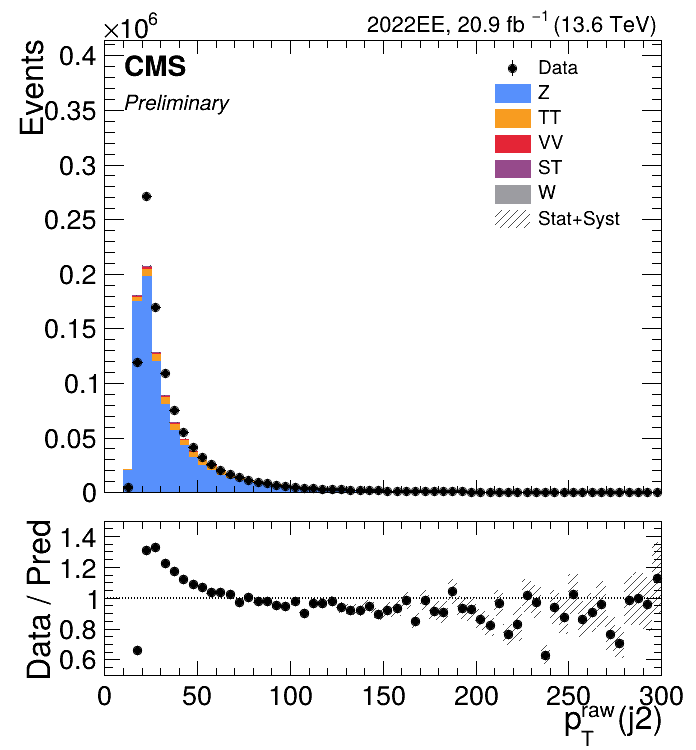 ×10^6
2022EE, 20.9 fb^-1 (13.6 TeV)
Events
CMS
Preliminary
Data
Z
TT
VV
ST
W
Stat+Syst
0.4
0.35
0.3
0.25
0.2
0.15
0.1
0.05
0
Data / Pred
1.4
1.2
1
0.8
0.6
0 50 100 150 200 250 300
p_T^raw(j2)